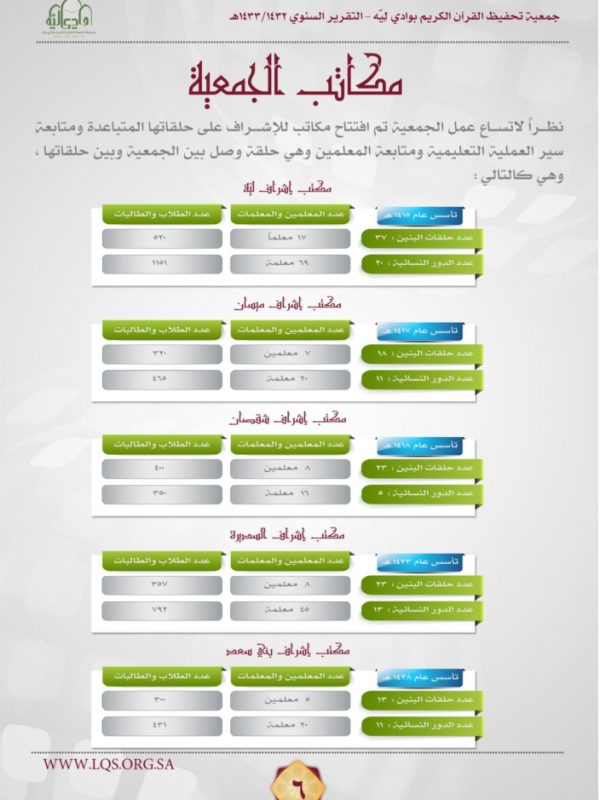 جمعية تحفيظ القرآن الكريم بوادي ليّه - التقرير السنوي ١٤٣٣/١٤٣٢هـ
وادي ليّة
مكاتب الجمعية
نظراً لاتساع عمل الجمعية تم افتتاح مكاتب للإشراف على حلقاتها المتباعدة ومتابعة
سير العملية التعليمية ومتابعة المعلمين وهي حلقة وصل بين الجمعية وبين حلقاتها ،
وهي كالتالي :
مكتب إشراف ليّة
تأسس عام ١٤١٥ هـ عدد المعلمين والمعلمات عدد الطلاب والطالبات
عدد حلقات البنين : ٣٧ ١٧ معلماً ٥٢٠
عدد الدور النسائية : ٢٠ ٦٩ معلمة ١١٥١
مكتب إشراف ميسان
تأسس عام ١٤١٧ هـ عدد المعلمين والمعلمات عدد الطلاب والطالبات
عدد حلقات البنين : ١٨ ٧ معلمين ٣٢٠
عدد الدور النسائية : ١١ ٢٠ معلمة ٤٦٥
مكتب إشراف شقصان
تأسس عام ١٤١٨ هـ عدد المعلمين والمعلمات عدد الطلاب والطالبات
عدد حلقات البنين : ٢٣ ٨ معلمين ٤٠٠
عدد الدور النسائية : ٥ ١٦ معلمة ٣٥٠
مكتب إشراف السديرة
تأسس عام ١٤٢٣ هـ عدد المعلمين والمعلمات عدد الطلاب والطالبات
عدد حلقات البنين : ٢٣ ٨ معلمين ٣٥٧
عدد الدور النسائية : ١٣ ٤٥ معلمة ٧٩٢
مكتب إشراف بني سعد
تأسس عام ١٤٢٨ هـ عدد المعلمين والمعلمات عدد الطلاب والطالبات
عدد حلقات البنين : ١٣ ٥ معلمين ٣٠٠
عدد الدور النسائية : ١١ ٢٠ معلمة ٤٣١
WWW.LQS.ORG.SA
٦